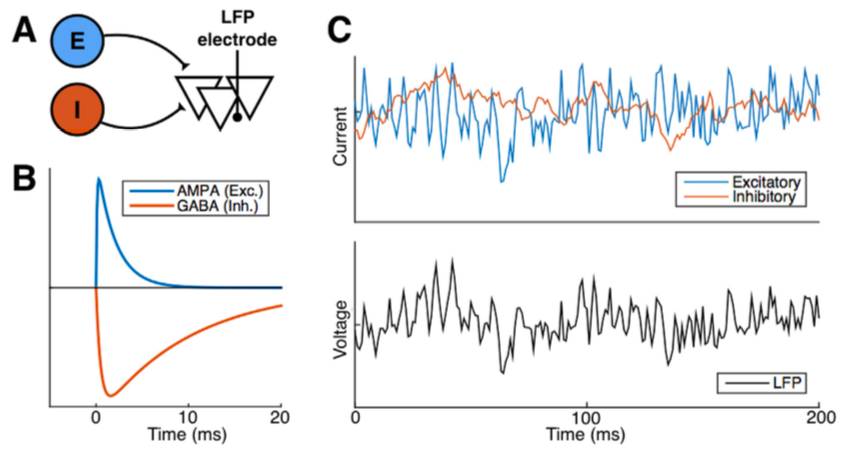 A
E
I
LFP
electrode
B
AMPA (Exc.)
GABA (Inh.)
0
10
20
Time (ms)
C
Current
Excitatory
Inhibitory
Voltage
LFP
0
100
200
Time (ms)